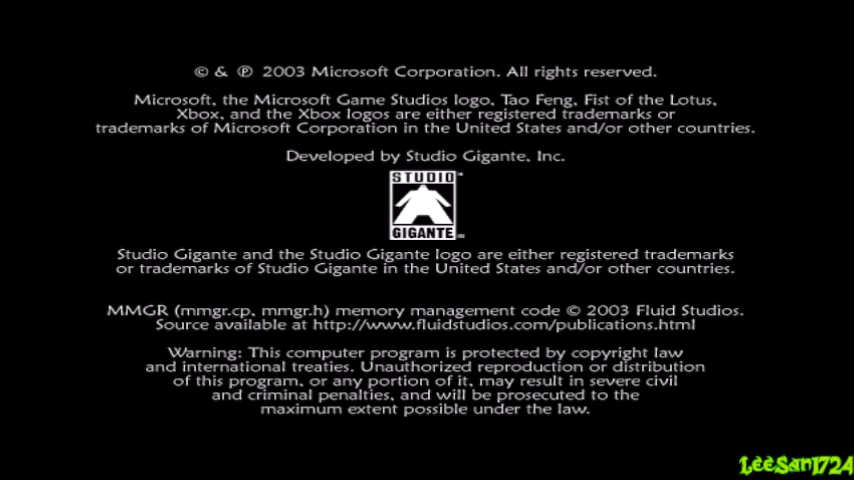 © & ℗ 2003 Microsoft Corporation. All rights reserved.
Microsoft, the Microsoft Game Studios logo, Tao Feng, Fist of the Lotus,
Xbox, and the Xbox logos are either registered trademarks or
trademarks of Microsoft Corporation in the United States and/or other countries.
Developed by Studio Gigante, Inc.
STUDIO™
GIGANTE INC
Studio Gigante and the Studio Gigante logo are either registered trademarks
or trademarks of Studio Gigante in the United States and/or other countries.
MMGR (mmgr.cp, mmgr.h) memory management code © 2003 Fluid Studios.
Source available at http://www.fluidstudios.com/publications.html
Warning: This computer program is protected by copyright law
and international treaties. Unauthorized reproduction or distribution
of this program, or any portion of it, may result in severe civil
and criminal penalties, and will be prosecuted to the
maximum extent possible under the law.
LeeSan1724